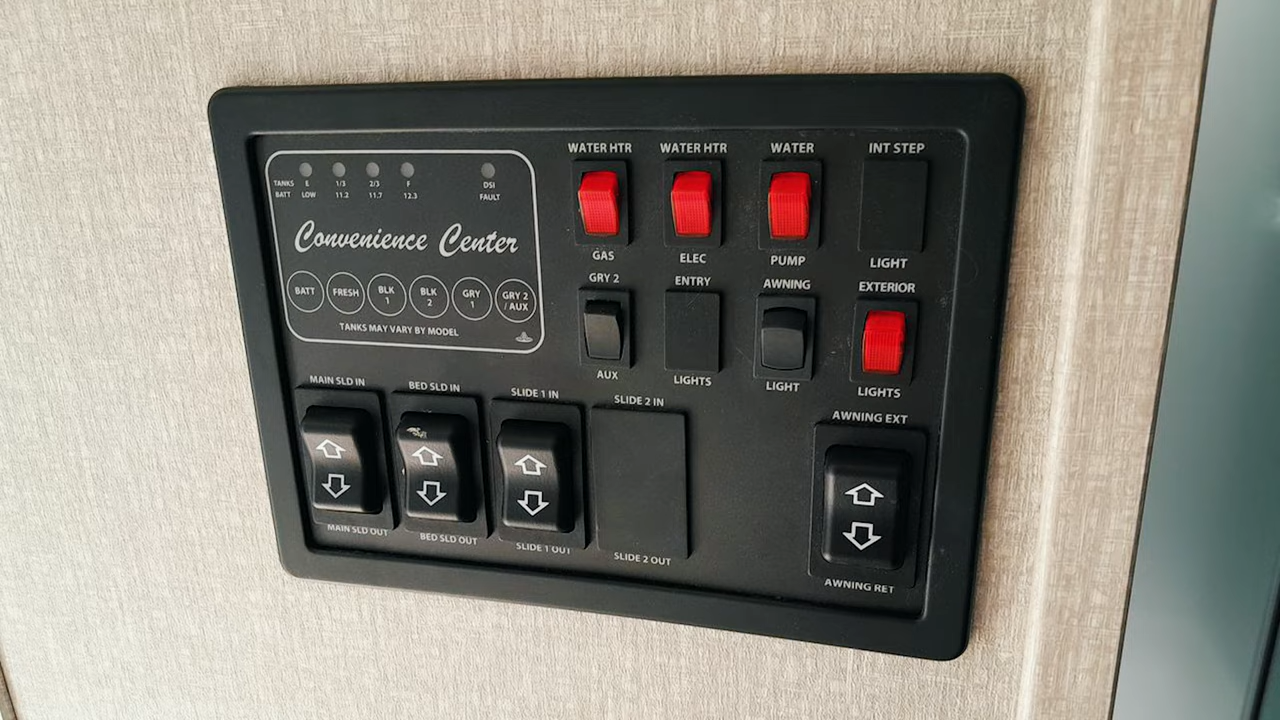 TANKS E 1/3 2/3 F DSI
BATT LOW 11.2 11.7 12.3 FAULT
Convenience Center
BATT FRESH BLK 1 BLK 2 GRY 1 GRY 2 / AUX
TANKS MAY VARY BY MODEL
WATER HTR WATER HTR WATER INT STEP
GAS ELEC PUMP LIGHT
GRY 2 ENTRY AWNING EXTERIOR
AUX LIGHTS LIGHT LIGHTS
MAIN SLD IN BED SLD IN SLIDE 1 IN SLIDE 2 IN AWNING EXT
MAIN SLD OUT BED SLD OUT SLIDE 1 OUT SLIDE 2 OUT AWNING RET